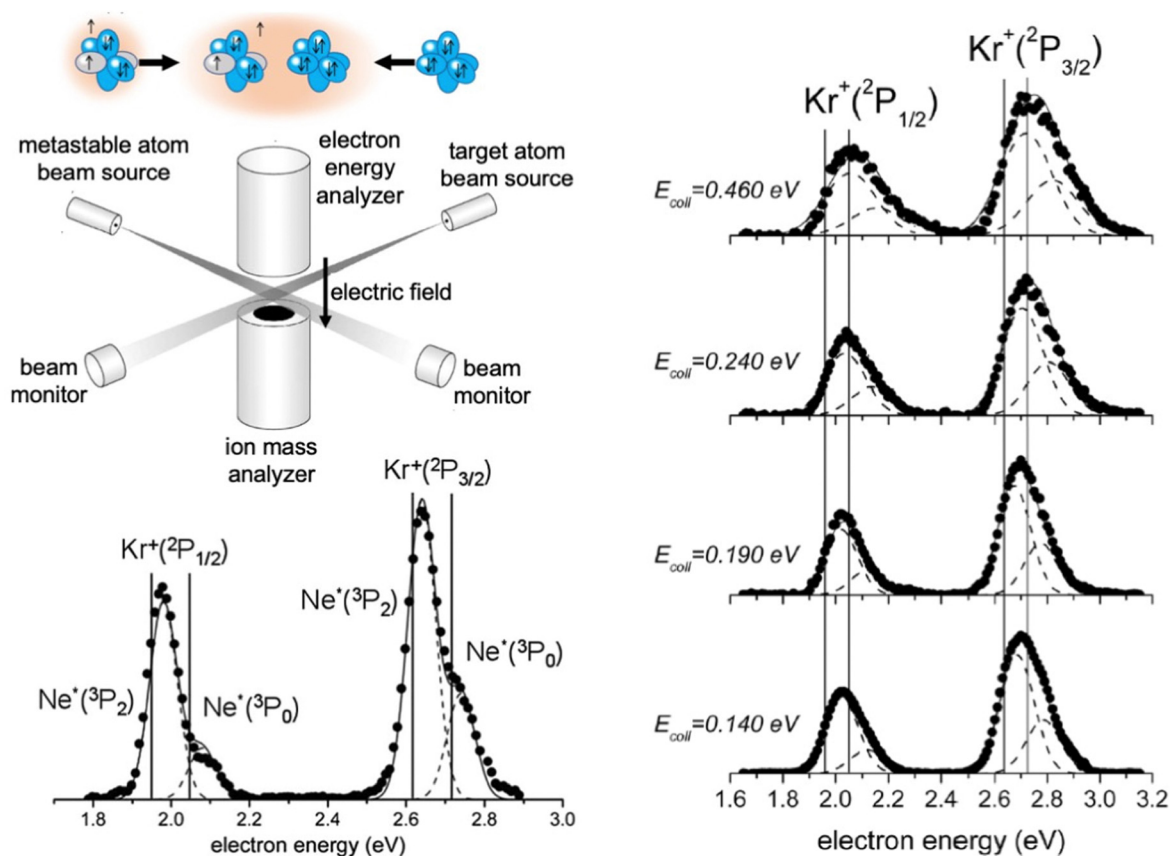 metastable atom
beam source
electron
energy
analyzer
target atom
beam source
electric field
beam
monitor
beam
monitor
ion mass
analyzer
Kr⁺(²P₃/₂)
Kr⁺(²P₁/₂)
Ne*(³P₂)
Ne*(³P₀)
Ne*(³P₂)
Ne*(³P₀)
1.8 2.0 2.2 2.4 2.6 2.8 3.0
electron energy (eV)
Kr⁺(²P₃/₂)
Kr⁺(²P₁/₂)
E_coll=0.460 eV
E_coll=0.240 eV
E_coll=0.190 eV
E_coll=0.140 eV
1.6 1.8 2.0 2.2 2.4 2.6 2.8 3.0 3.2
electron energy (eV)